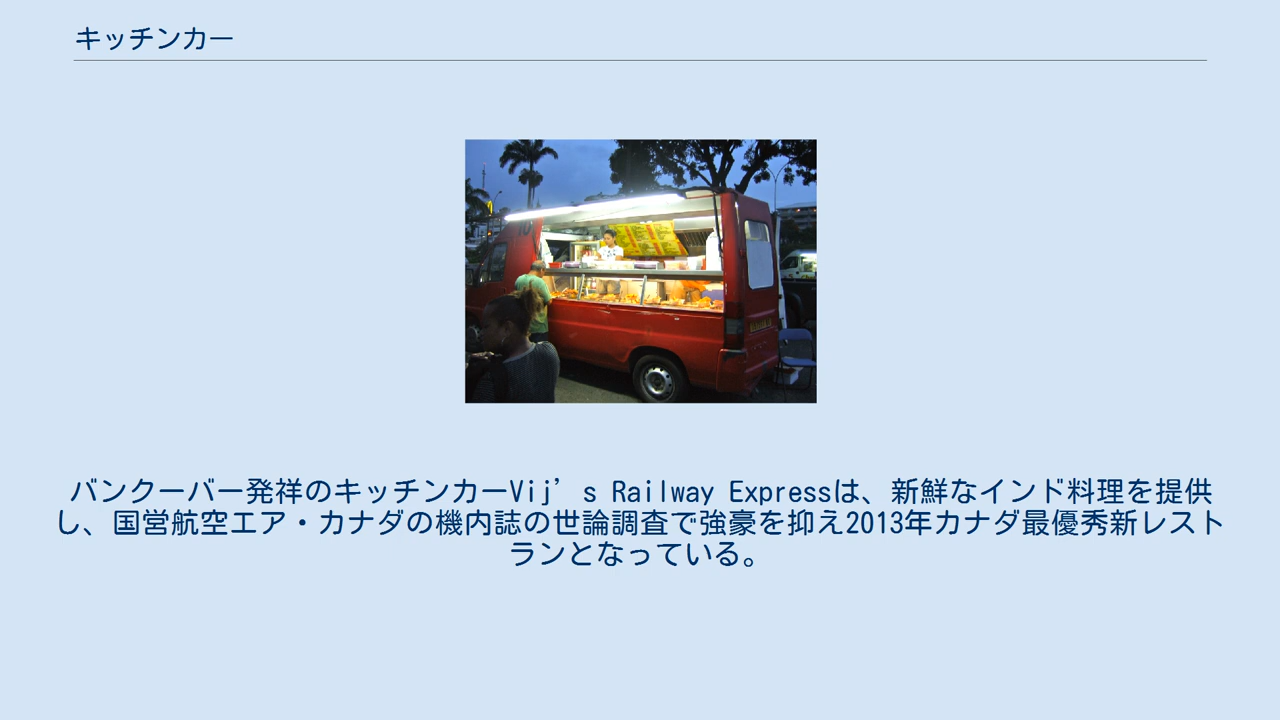 キッチンカー
バンクーバー発祥のキッチンカーVij’s Railway Expressは、新鮮なインド料理を提供
し、国営航空エア・カナダの機内誌の世論調査で強豪を抑え2013年カナダ最優秀新レスト
ランとなっている。